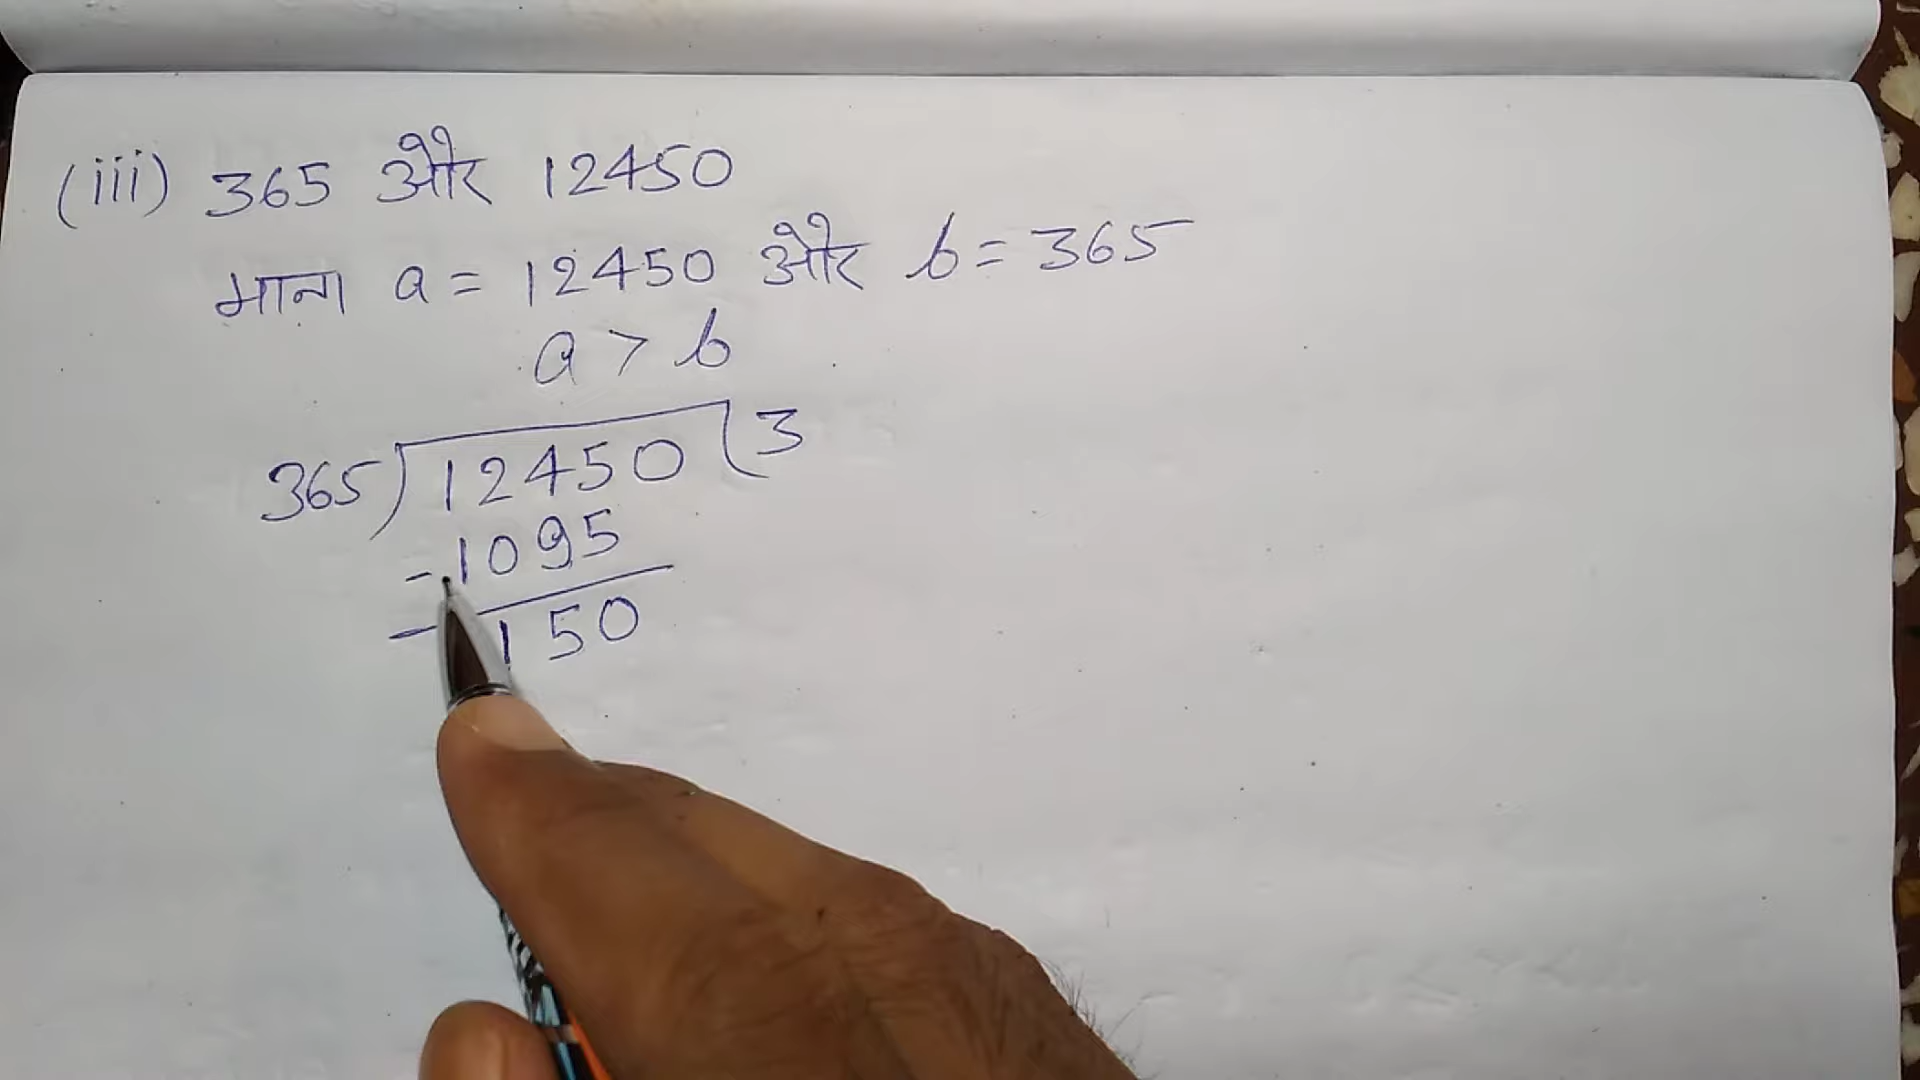 (iii) 365 और 12450
माना a = 12450 और b = 365
a > b
365) 12450 (3
- 1095
150